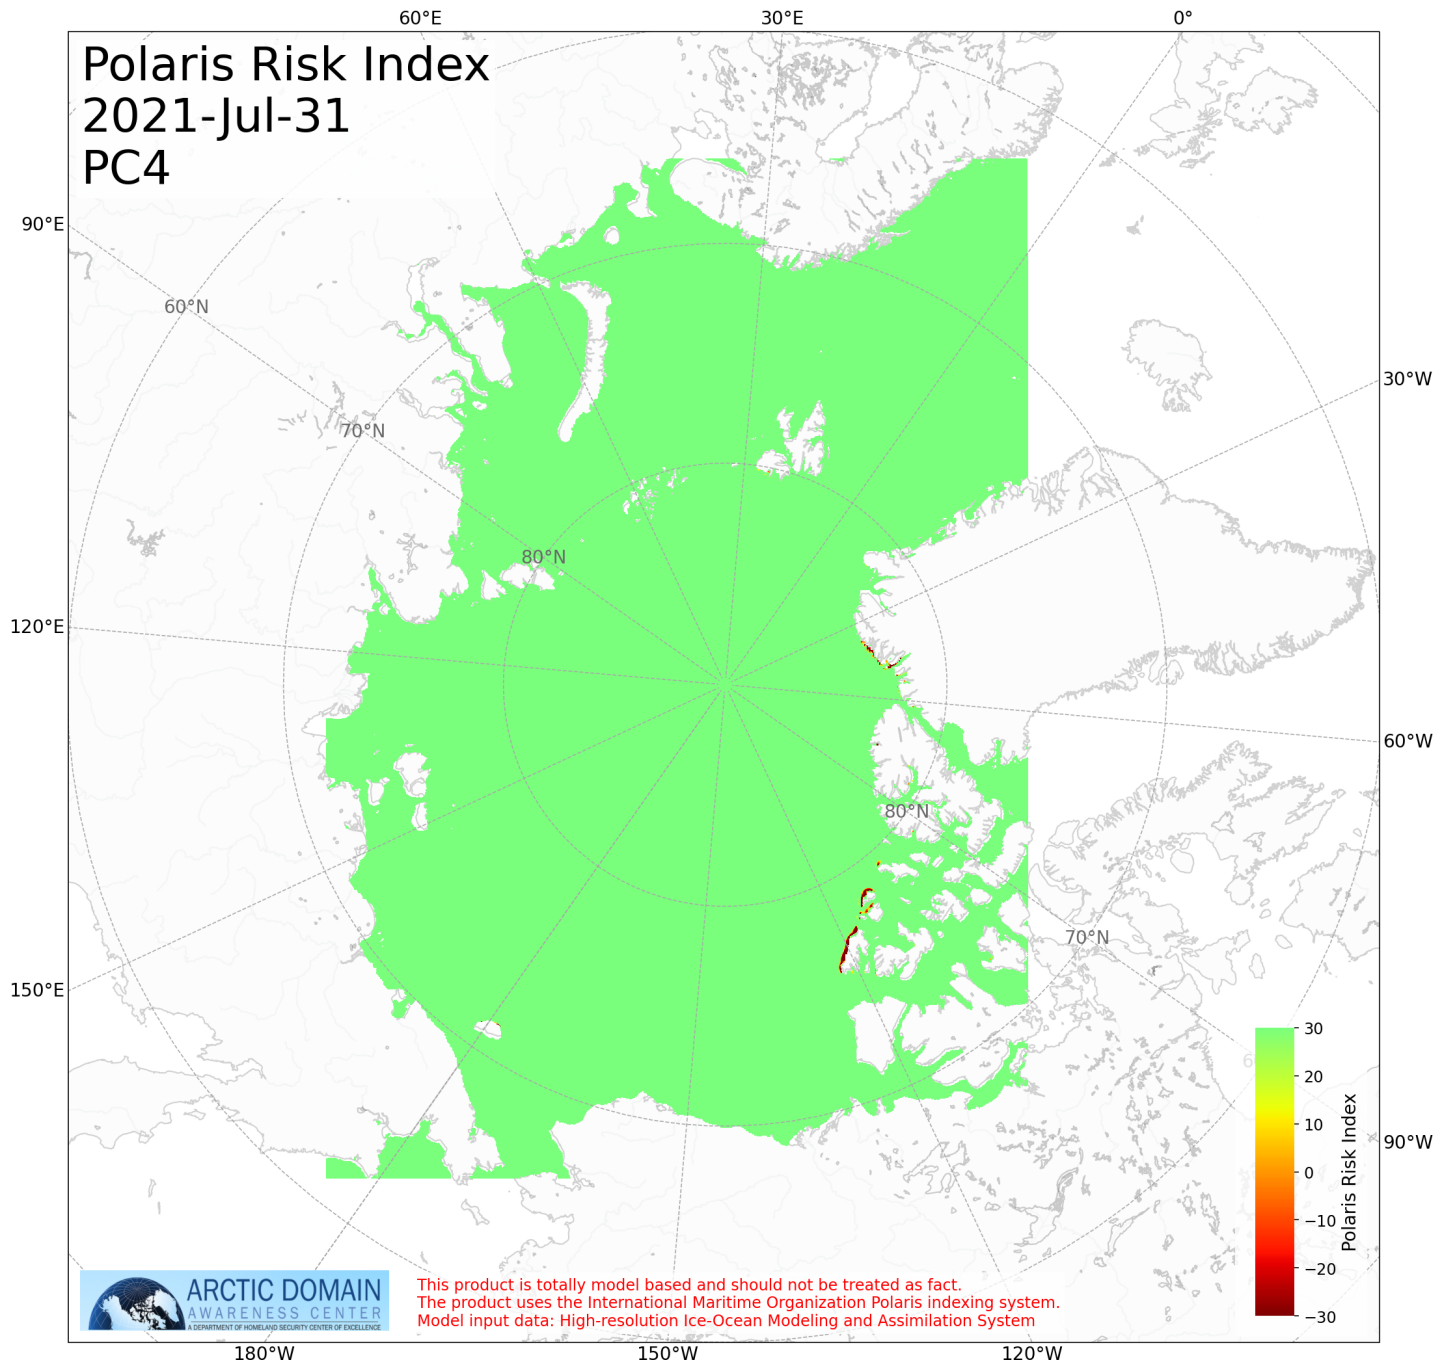 60°E 30°E 0°
Polaris Risk Index
2021-Jul-31
PC4
90°E
60°N
30°W
70°N
80°N
120°E
60°W
80°N
70°N
150°E
30
20
10
0
−10
−20
−30
Polaris Risk Index
90°W
ARCTIC DOMAIN
AWARENESS CENTER
A DEPARTMENT OF HOMELAND SECURITY CENTER OF EXCELLENCE
This product is totally model based and should not be treated as fact.
The product uses the International Maritime Organization Polaris indexing system.
Model input data: High-resolution Ice-Ocean Modeling and Assimilation System
180°W 150°W 120°W